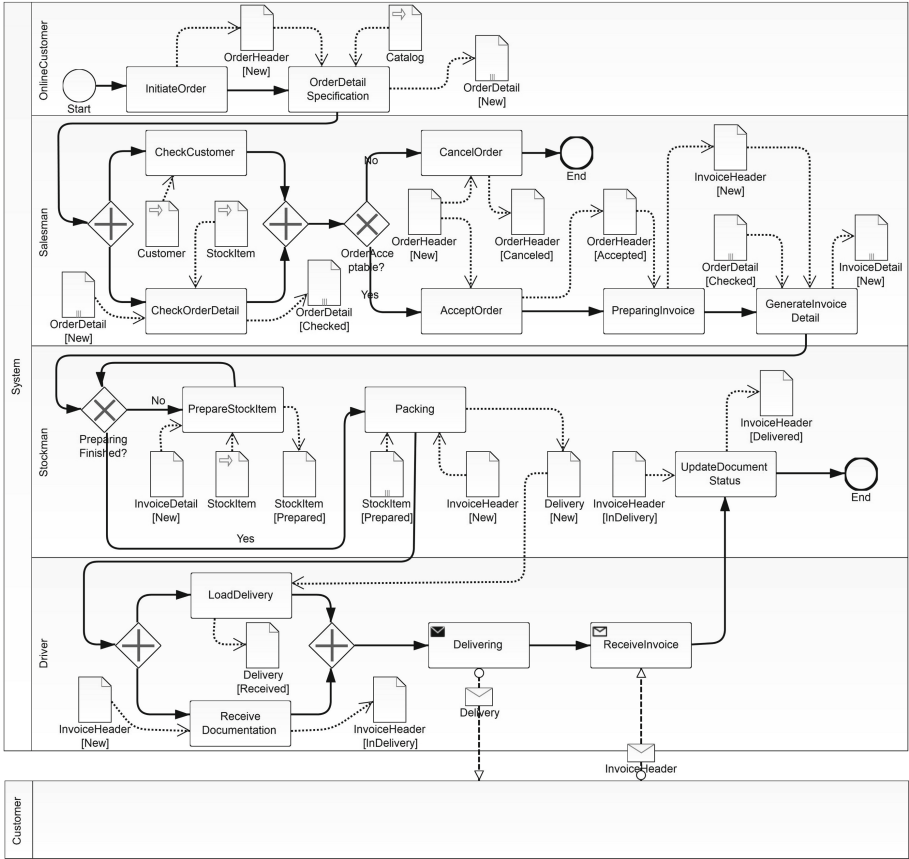 System
OnlineCustomer
Start
InitiateOrder
OrderHeader
[New]
OrderDetail
Specification
Catalog
OrderDetail
[New]
Salesman
CheckCustomer
Customer
StockItem
OrderDetail
[New]
CheckOrderDetail
OrderDetail
[Checked]
OrderAcce
ptable?
No
Yes
CancelOrder
End
OrderHeader
[New]
OrderHeader
[Canceled]
OrderHeader
[Accepted]
AcceptOrder
PreparingInvoice
InvoiceHeader
[New]
OrderDetail
[Checked]
InvoiceDetail
[New]
GenerateInvoice
Detail
Stockman
Preparing
Finished?
No
Yes
PrepareStockItem
InvoiceDetail
[New]
StockItem
StockItem
[Prepared]
Packing
StockItem
[Prepared]
InvoiceHeader
[New]
Delivery
[New]
InvoiceHeader
[InDelivery]
InvoiceHeader
[Delivered]
UpdateDocument
Status
End
Driver
LoadDelivery
Delivery
[Received]
InvoiceHeader
[New]
Receive
Documentation
InvoiceHeader
[InDelivery]
Delivering
ReceiveInvoice
Delivery
InvoiceHeader
Customer